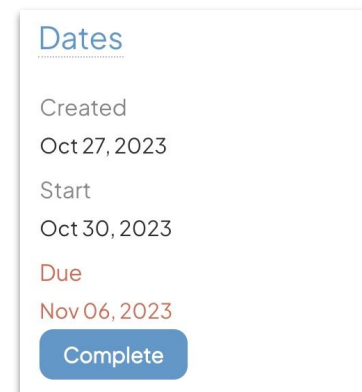 Dates
Created
Oct 27, 2023
Start
Oct 30, 2023
Due
Nov 06, 2023
Complete